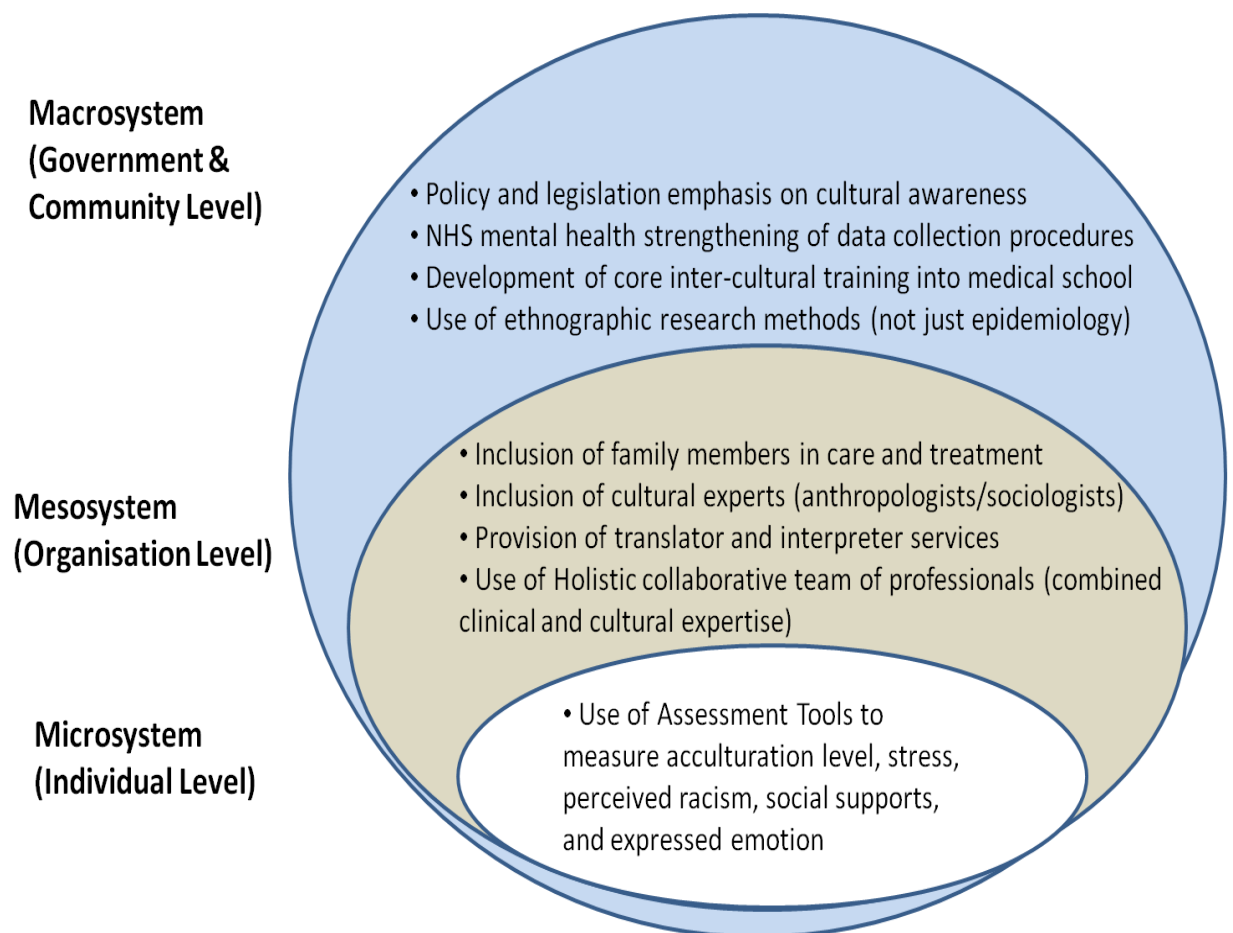 Macrosystem
(Government &
Community Level)
• Policy and legislation emphasis on cultural awareness
• NHS mental health strengthening of data collection procedures
• Development of core inter-cultural training into medical school
• Use of ethnographic research methods (not just epidemiology)
Mesosystem
(Organisation Level)
• Inclusion of family members in care and treatment
• Inclusion of cultural experts (anthropologists/sociologists)
• Provision of translator and interpreter services
• Use of Holistic collaborative team of professionals (combined
clinical and cultural expertise)
Microsystem
(Individual Level)
• Use of Assessment Tools to
measure acculturation level, stress,
perceived racism, social supports,
and expressed emotion